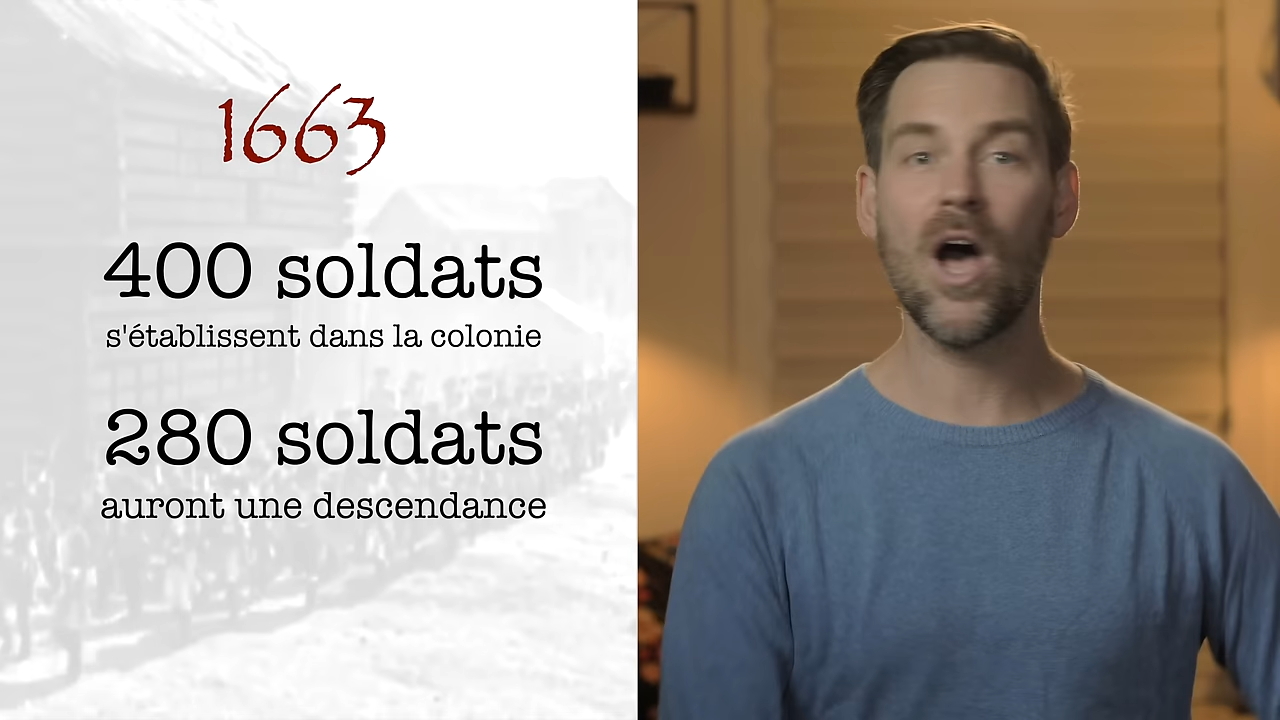 1663
400 soldats
s'établissent dans la colonie
280 soldats
auront une descendance